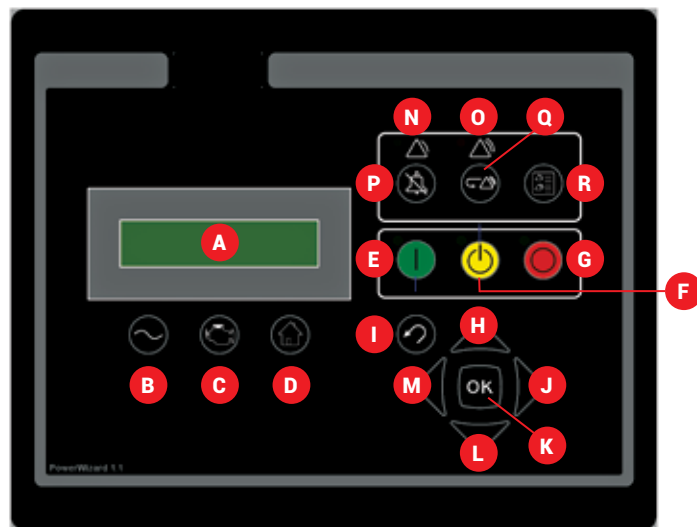 N O Q
P R
A
E G
F
I H
B C D M OK J
K
L
PowerWizard 1.1